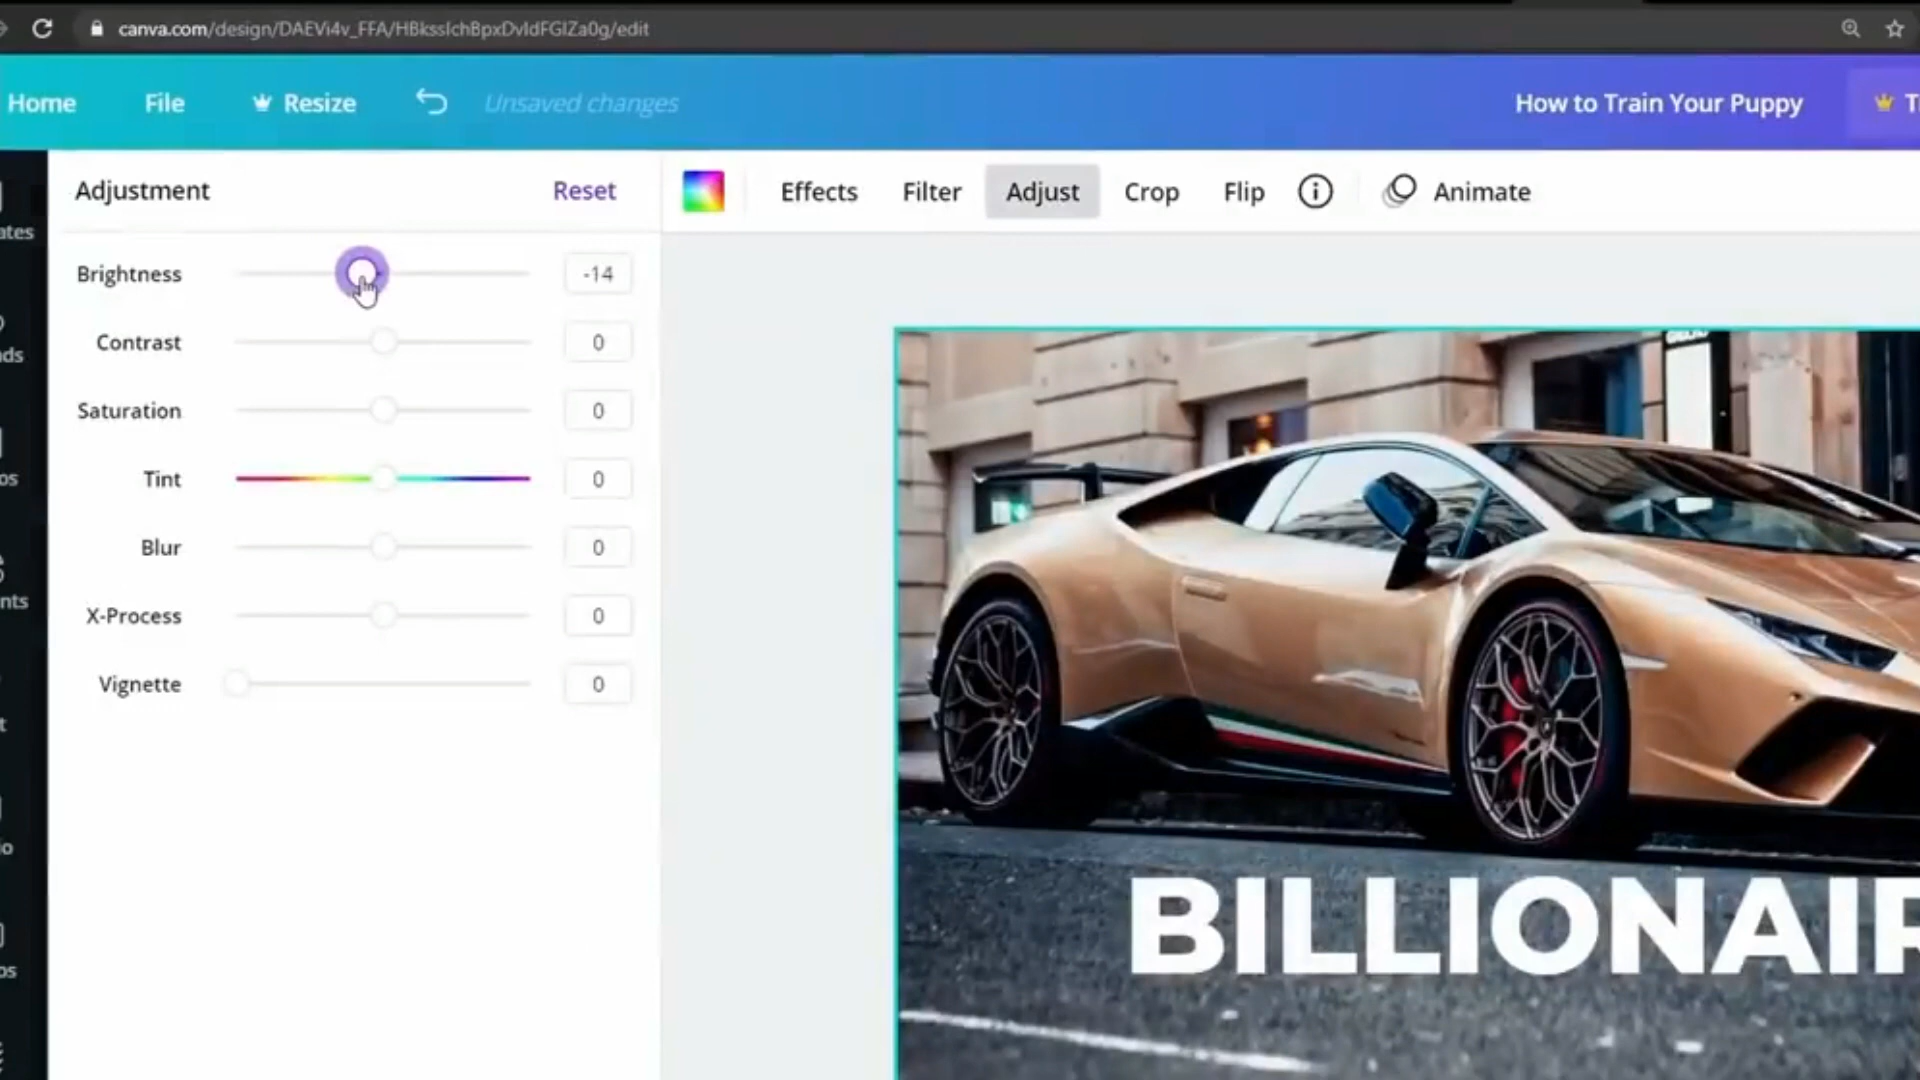 canva.com/design/DAEVi4v_FFA/HBkssIchBpxDvIdFGIZa0g/edit
Home File Resize Unsaved changes How to Train Your Puppy
Adjustment Reset Effects Filter Adjust Crop Flip Animate
Brightness -14
Contrast 0
Saturation 0
Tint 0
Blur 0
X-Process 0
Vignette 0
BILLIONAIR